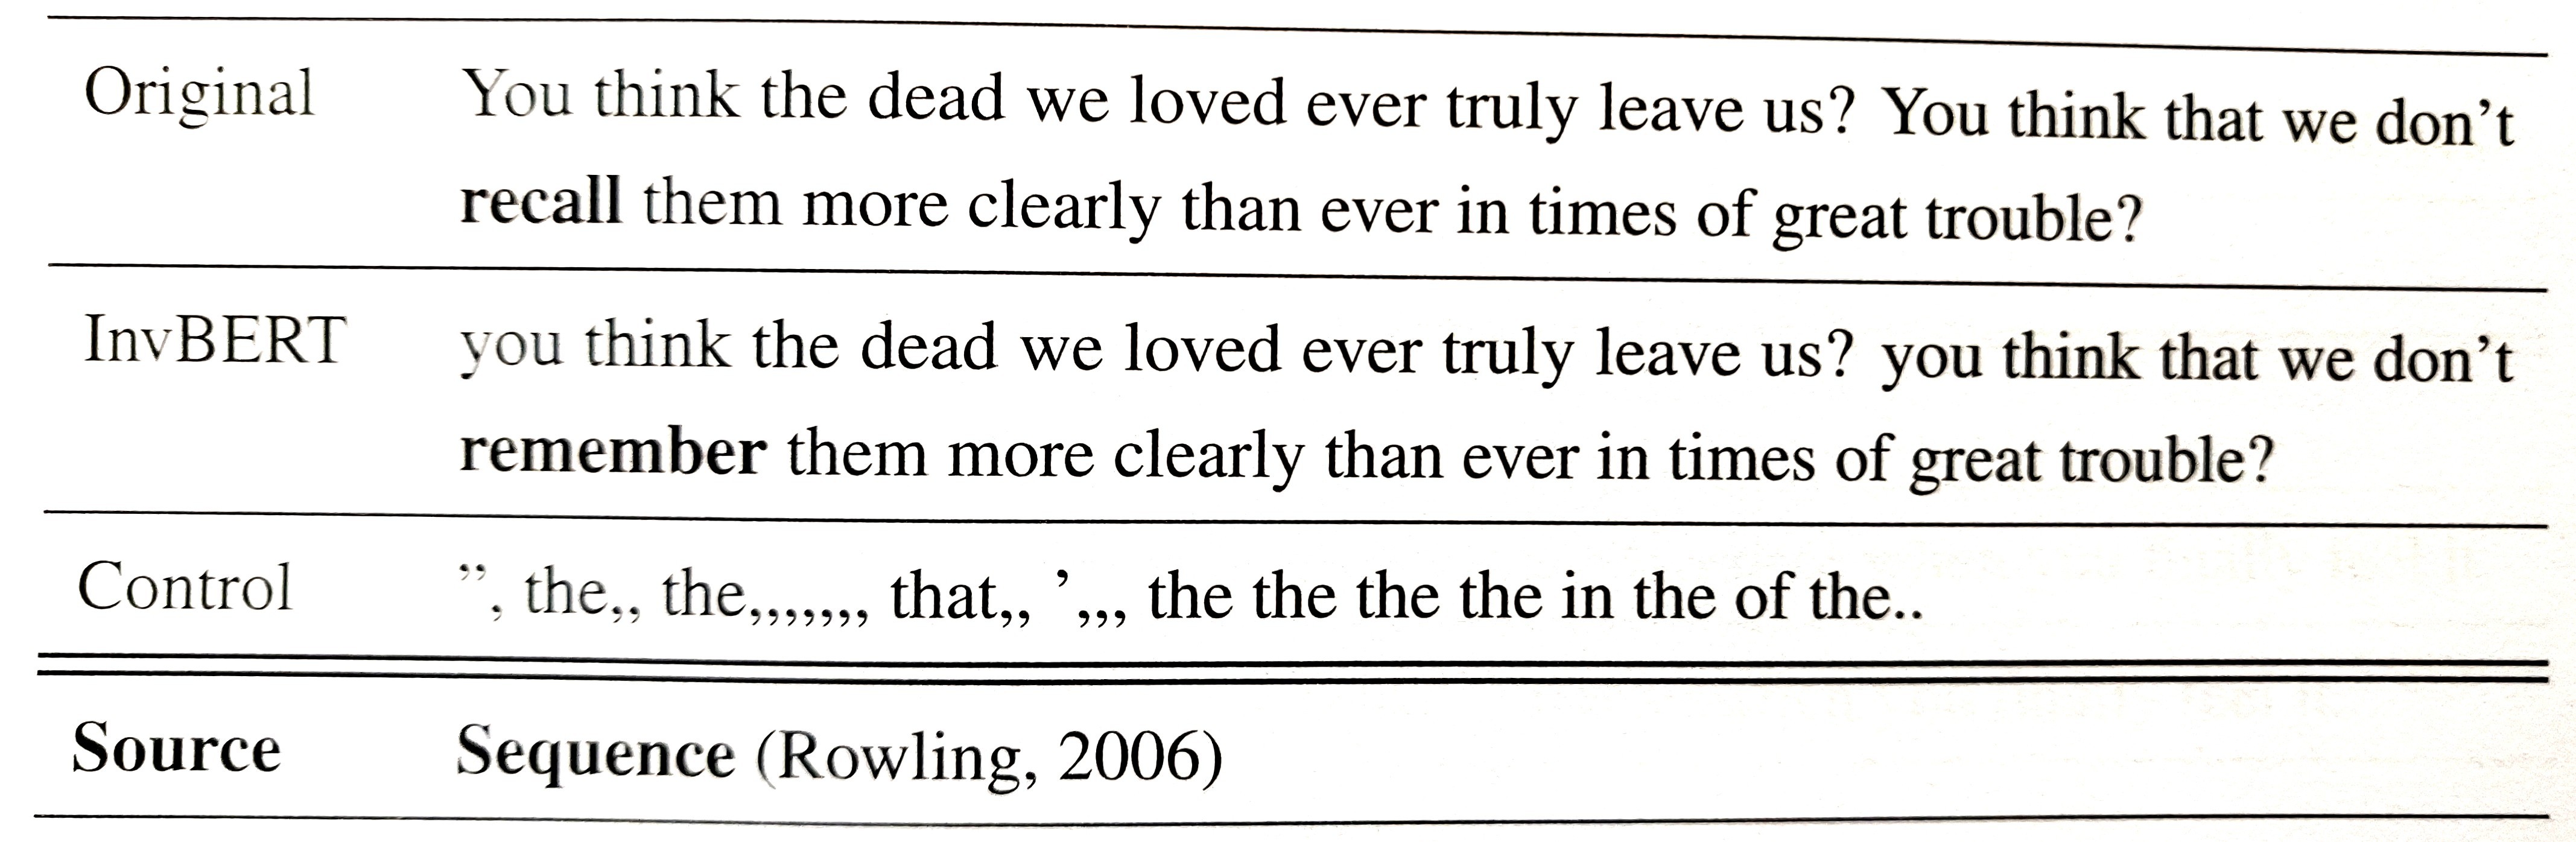 Original You think the dead we loved ever truly leave us? You think that we don’t
recall them more clearly than ever in times of great trouble?
InvBERT you think the dead we loved ever truly leave us? you think that we don’t
remember them more clearly than ever in times of great trouble?
Control ”, the,, the,,,,,,, that,, ’,,, the the the the in the of the..
Source Sequence (Rowling, 2006)